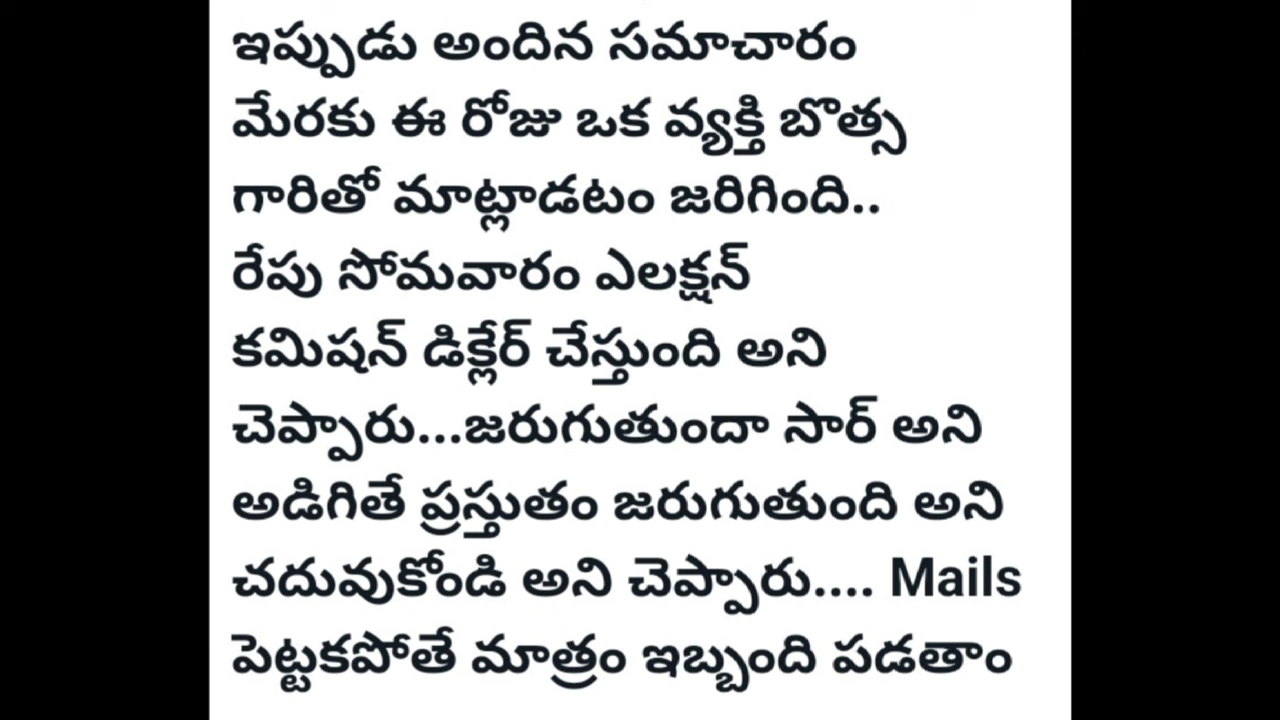 ఇప్పుడు అందిన సమాచారం
మేరకు ఈ రోజు ఒక వ్యక్తి బొత్స
గారితో మాట్లాడటం జరిగింది..
రేపు సోమవారం ఎలక్షన్
కమిషన్ డిక్లేర్ చేస్తుంది అని
చెప్పారు...జరుగుతుందా సార్ అని
అడిగితే ప్రస్తుతం జరుగుతుంది అని
చదువుకోండి అని చెప్పారు.... Mails
పెట్టకపోతే మాత్రం ఇబ్బంది పడతాం